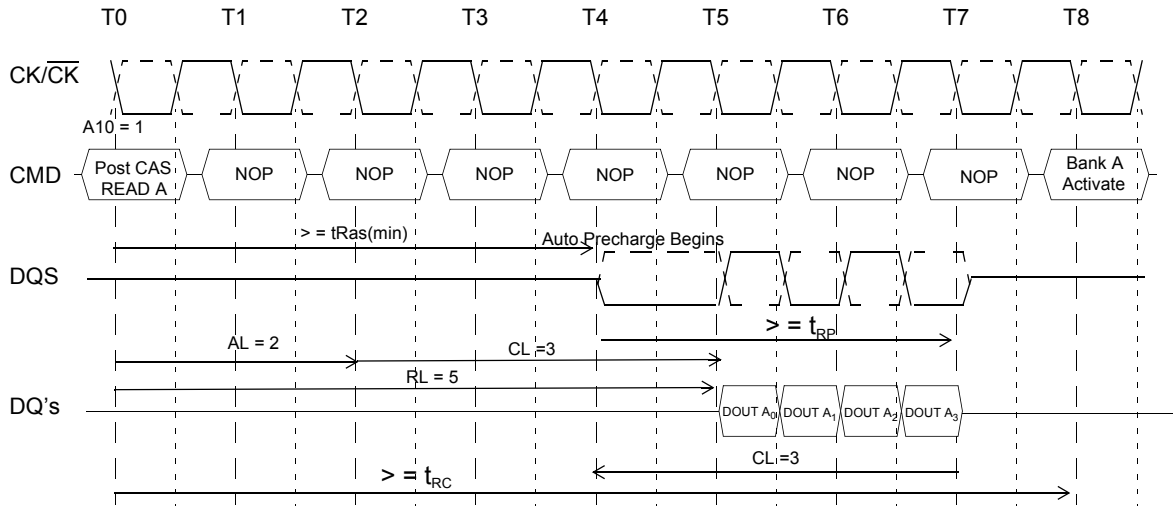 T0 T1 T2 T3 T4 T5 T6 T7 T8
CK/CK
A10 = 1
CMD
Post CAS
READ A
NOP NOP NOP NOP NOP NOP NOP
Bank A
Activate
> = tRas(min)
Auto Precharge Begins
DQS
> = tRP
AL = 2
CL =3
RL = 5
DQ's
DOUT A0 DOUT A1 DOUT A2 DOUT A3
CL =3
> = tRC